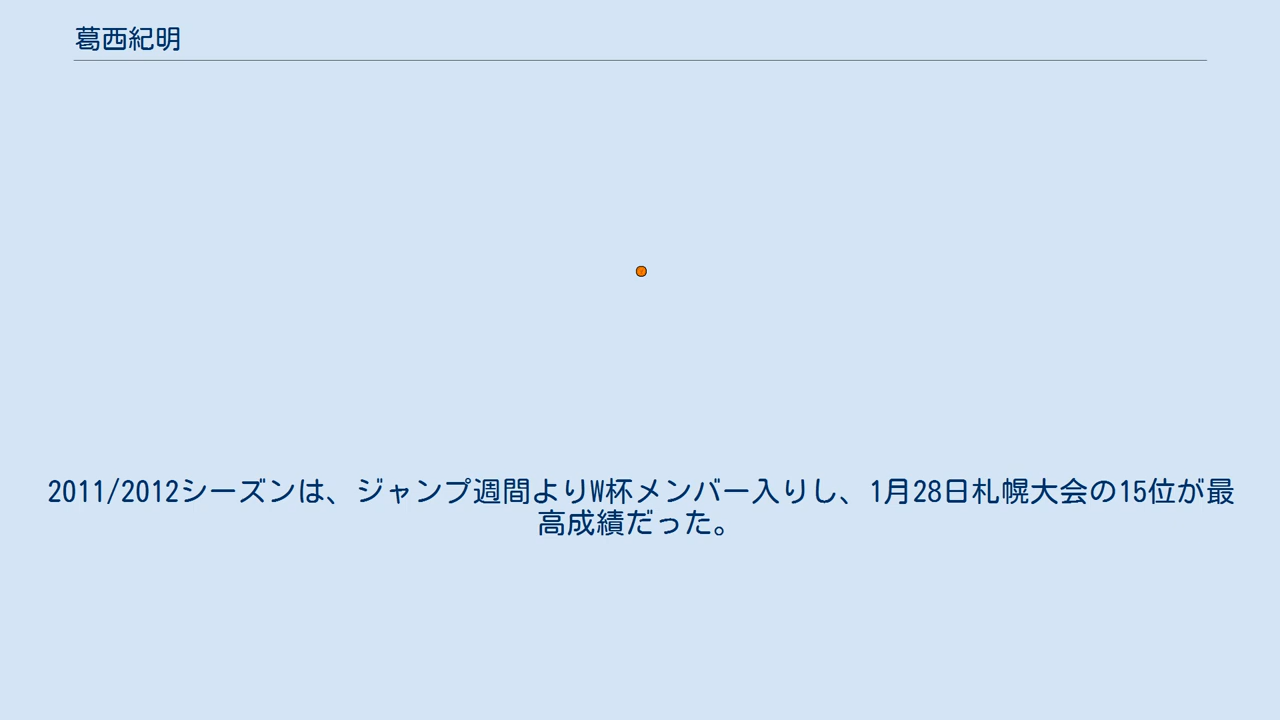 葛西紀明
2011/2012シーズンは、ジャンプ週間よりW杯メンバー入りし、1月28日札幌大会の15位が最
高成績だった。